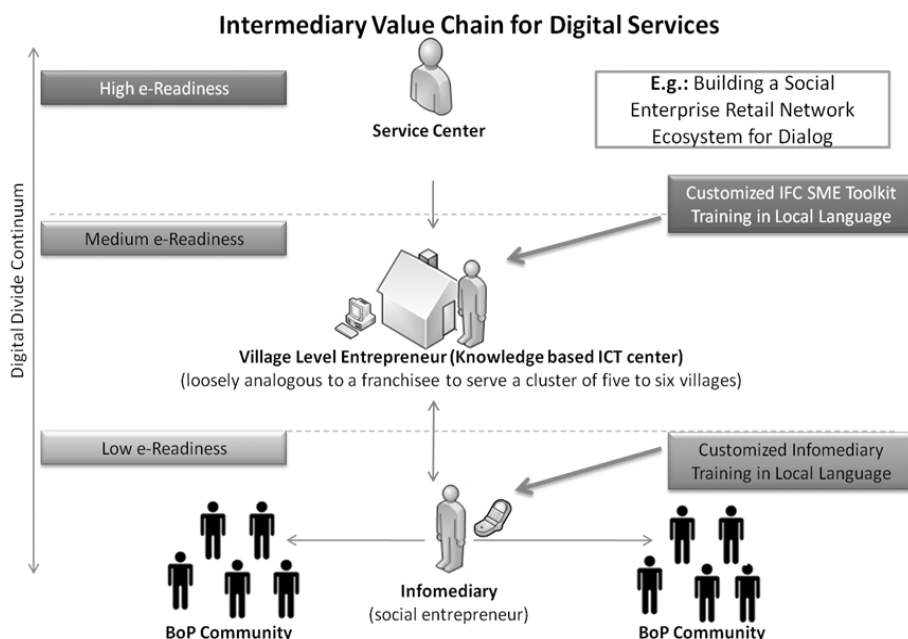 Intermediary Value Chain for Digital Services
High e-Readiness
Service Center
E.g.: Building a Social
Enterprise Retail Network
Ecosystem for Dialog
Digital Divide Continuum
Customized IFC SME Toolkit
Training in Local Language
Medium e-Readiness
Village Level Entrepreneur (Knowledge based ICT center)
(loosely analogous to a franchisee to serve a cluster of five to six villages)
Low e-Readiness
Customized Infomediary
Training in Local Language
Infomediary
(social entrepreneur)
BoP Community
BoP Community